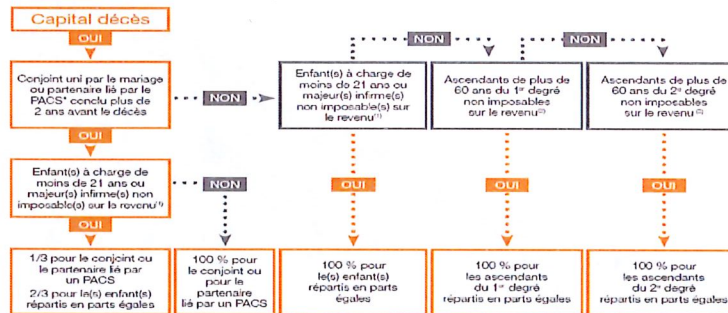 Capital décès
OUI
Conjoint uni par le mariage
ou partenaire lié par le
PACS* conclu plus de
2 ans avant le décès
NON
Enfant(s) à charge de
moins de 21 ans ou
majeur(s) infirme(s)
non imposable(s) sur
le revenu(1)
NON
Ascendants de plus de
60 ans du 1er degré
non imposables
sur le revenu(2)
NON
Ascendants de plus de
60 ans du 2e degré
non imposables
sur le revenu(2)
OUI
Enfant(s) à charge de
moins de 21 ans ou
majeur(s) infirme(s) non
imposable(s) sur le revenu(1)
NON
OUI
OUI
OUI
OUI
1/3 pour le conjoint ou
le partenaire lié par
un PACS
2/3 pour le(s) enfant(s)
répartis en parts égales
100 % pour
le conjoint ou
pour le
partenaire
lié par un PACS
100 % pour
le(s) enfant(s)
répartis en parts
égales
100 % pour
les ascendants
du 1er degré
répartis en parts égales
100 % pour
les ascendants
du 2e degré
répartis en parts égales